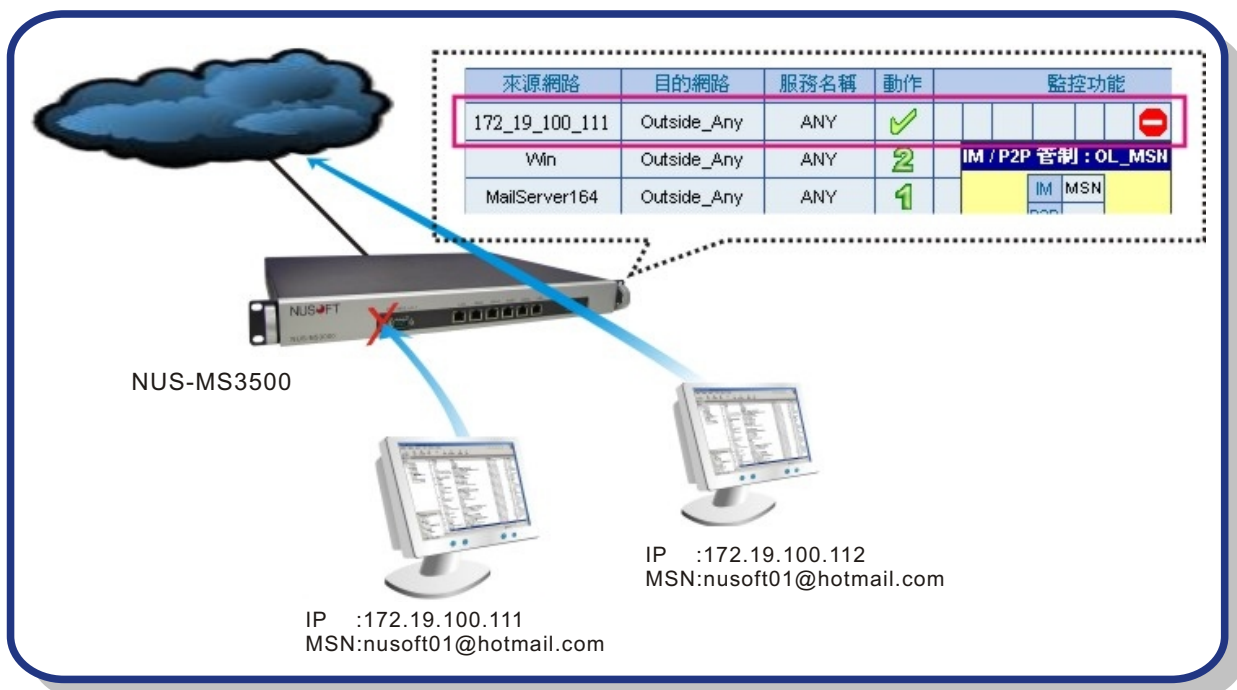 來源網路 目的網路 服務名稱 動作 監控功能
172_19_100_111 Outside_Any ANY
Win Outside_Any ANY 2 IM / P2P 管制 : OL_MSN
MailServer164 Outside_Any ANY 1 IM MSN
P2P
NUSOFT
NUS-MS3500
NUS-MS3500
IP :172.19.100.112
MSN:nusoft01@hotmail.com
IP :172.19.100.111
MSN:nusoft01@hotmail.com